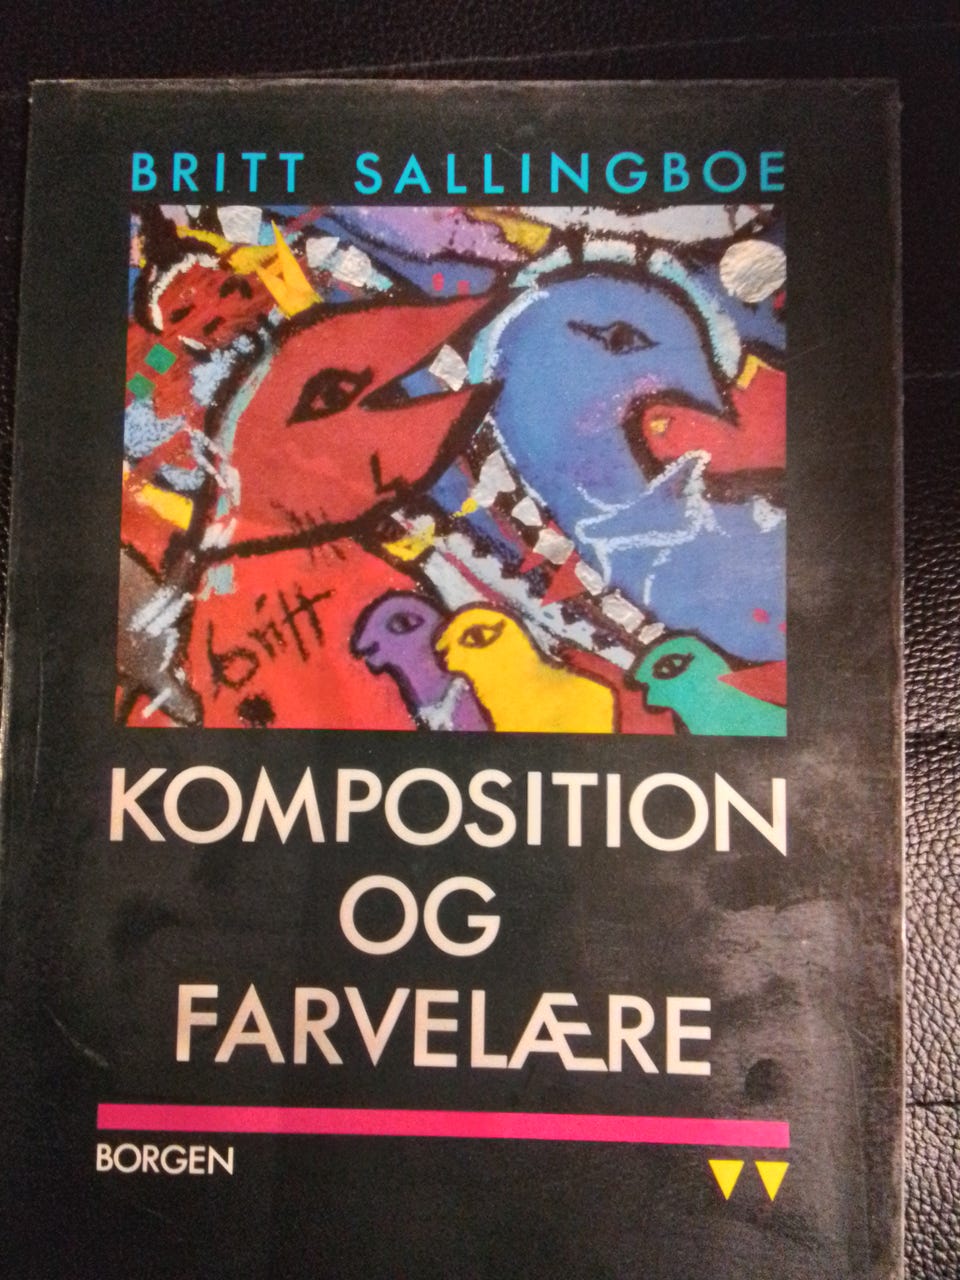 BRITT SALLINGBOE
britt
KOMPOSITION
OG
FARVELÆRE
BORGEN